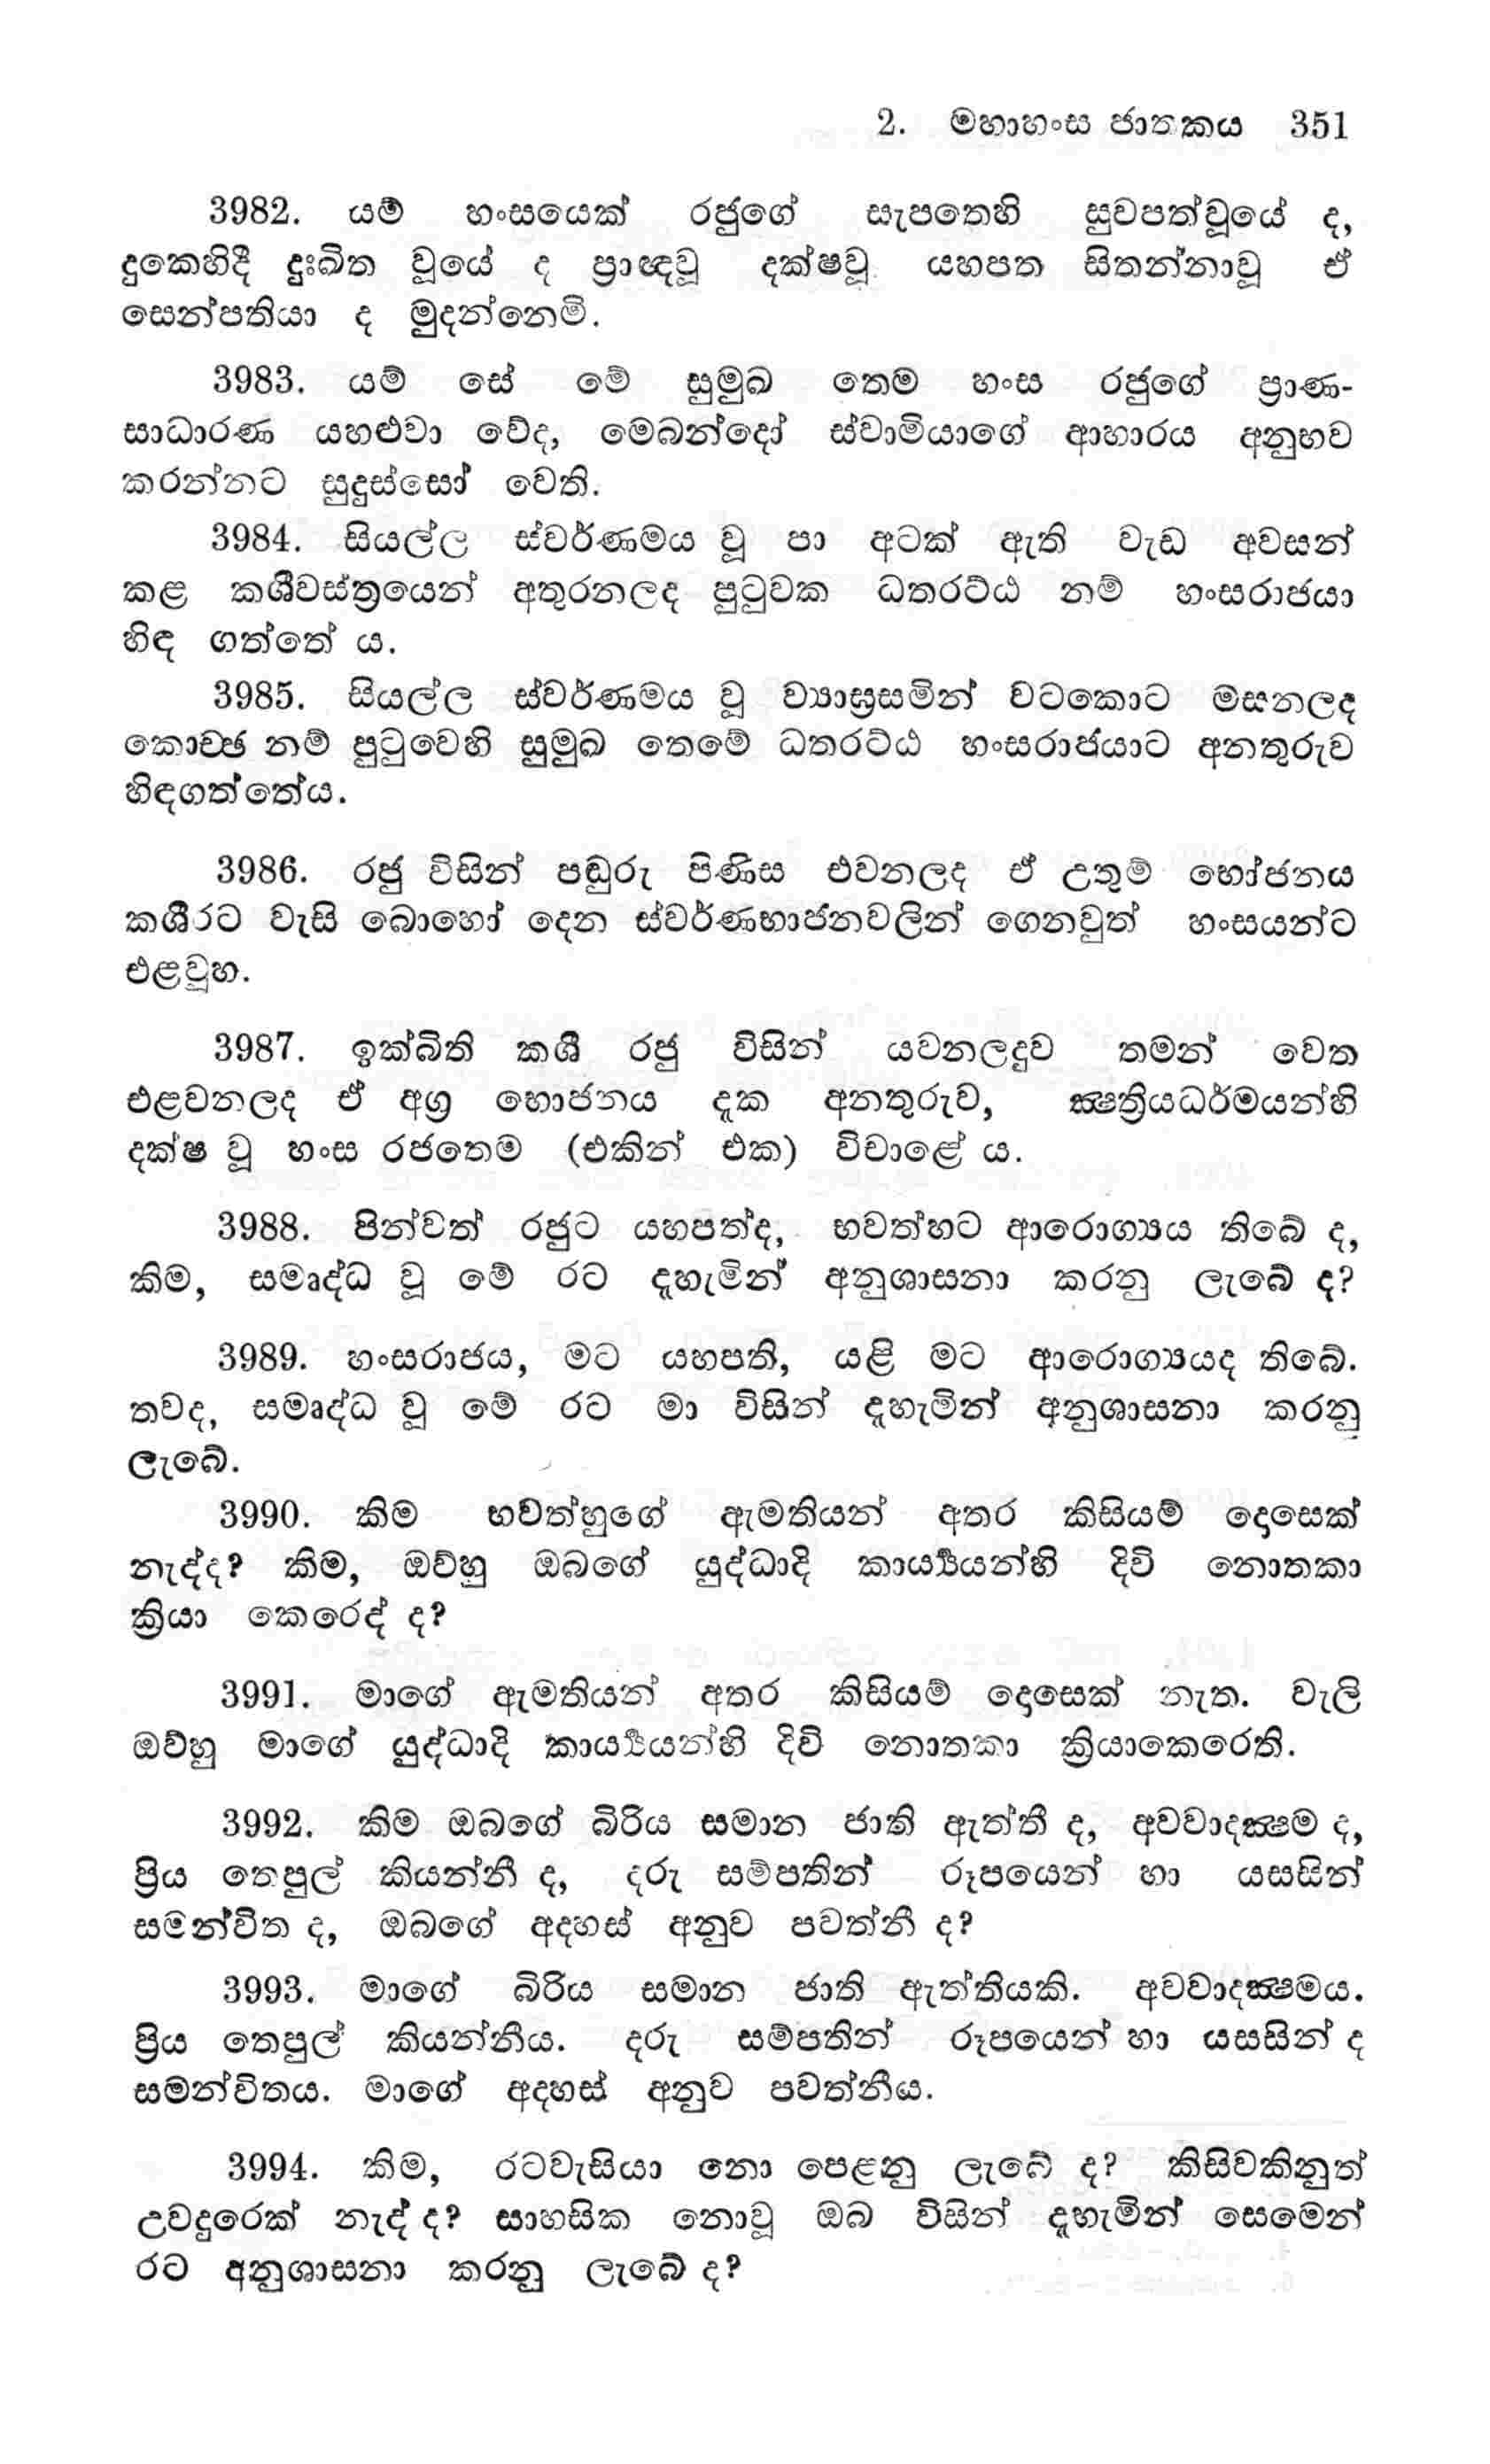 2. මහාහංස ජාතකය 351
3982. යම් හංසයෙක් රජුගේ සැපතෙහි සුවපත්වූයේ ද,
දුකෙහිදී දුඃඛිත වූයේ ද ප්‍රාඥවූ දක්ෂවූ යහපත සිතන්නාවූ ඒ
සෙන්පතියා ද මුදන්නෙමි.
3983. යම් සේ මේ සුමුඛ තෙම හංස රජුගේ ප්‍රාණ-
සාධාරණ යහළුවා වේද, මෙබන්දෝ ස්වාමියාගේ ආහාරය අනුභව
කරන්නට සුදුස්සෝ වෙති.
3984. සියල්ල ස්වර්ණමය වූ පා අටක් ඇති වැඩ අවසන්
කළ කශීවස්ත්‍රයෙන් අතුරනලද පුටුවක ධතරට්ඨ නම් හංසරාජයා
හිඳ ගත්තේ ය.
3985. සියල්ල ස්වර්ණමය වූ ව්‍යාඝ්‍රසමින් වටකොට මසනලද
කොච්ඡ නම් පුටුවෙහි සුමුඛ තෙමේ ධතරට්ඨ හංසරාජයාට අනතුරුව
හිඳගත්තේය.
3986. රජු විසින් පඬුරු පිණිස එවනලද ඒ උතුම් භෝජනය
කශීරට වැසි බොහෝ දෙන ස්වර්ණභාජනවලින් ගෙනවුත් හංසයන්ට
එළවූහ.
3987. ඉක්බිති කශී රජු විසින් යවනලදුව තමන් වෙත
එළවනලද ඒ අග්‍ර භොජනය දැක අනතුරුව, ක්‍ෂත්‍රියධර්මයන්හි
දක්ෂ වූ හංස රජතෙම (එකින් එක) විචාළේ ය.
3988. පින්වත් රජුට යහපත්ද, භවත්හට ආරොග්‍යය තිබේ ද,
කිම, සමෘද්ධ වූ මේ රට දැහැමින් අනුශාසනා කරනු ලැබේ ද?
3989. හංසරාජය, මට යහපති, යළි මට ආරොග්‍යයද තිබේ.
තවද, සමෘද්ධ වූ මේ රට මා විසින් දැහැමින් අනුශාසනා කරනු
ලැබේ.
3990. කිම භවත්හුගේ ඇමතියන් අතර කිසියම් දොසෙක්
නැද්ද? කිම, ඔව්හු ඔබගේ යුද්ධාදි කාර්‍ය්‍යයන්හි දිවි නොතකා
ක්‍රියා කෙරෙද් ද?
3991. මාගේ ඇමතියන් අතර කිසියම් දොසෙක් නැත. වැලි
ඔව්හු මාගේ යුද්ධාදි කාර්‍ය්‍යයන්හි දිවි නොතකා ක්‍රියාකෙරෙති.
3992. කිම ඔබගේ බිරිය සමාන ජාති ඇත්තී ද, අවවාදක්‍ෂම ද,
ප්‍රිය තෙපුල් කියන්නී ද, දරු සම්පතින් රූපයෙන් හා යසසින්
සමන්විත ද, ඔබගේ අදහස් අනුව පවත්නී ද?
3993. මාගේ බිරිය සමාන ජාති ඇත්තියකි. අවවාදක්‍ෂමය.
ප්‍රිය තෙපුල් කියන්නීය. දරු සම්පතින් රූපයෙන් හා යසසින් ද
සමන්විතය. මාගේ අදහස් අනුව පවත්නීය.
3994. කිම, රටවැසියා නො පෙළනු ලැබේ ද? කිසිවකිනුත්
උවදුරෙක් නැද් ද? සාහසික නොවූ ඔබ විසින් දැහැමින් සෙමෙන්
රට අනුශාසනා කරනු ලැබේ ද?